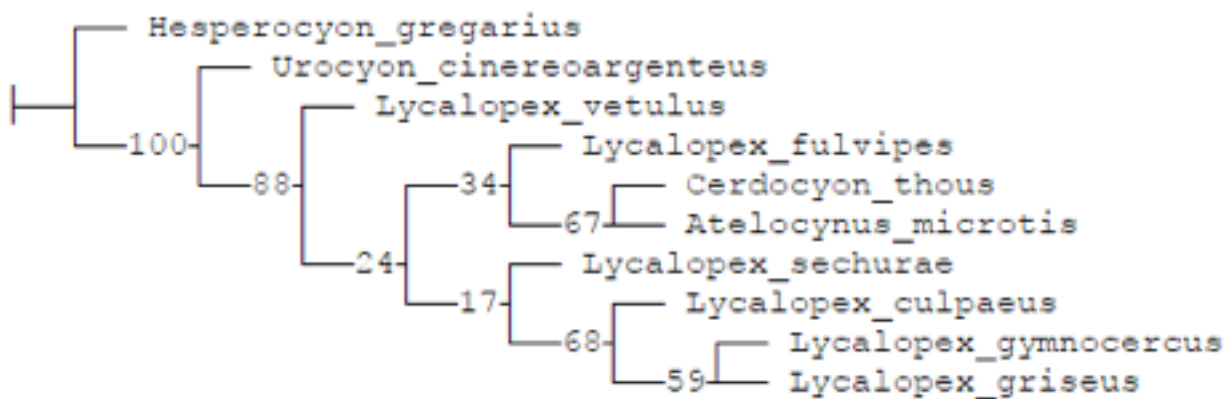 Hesperocyon_gregarius
Urocyon_cinereoargenteus
Lycalopex_vetulus
100
Lycalopex_fulvipes
88
34
Cerdocyon_thous
67
Atelocynus_microtis
24
Lycalopex_sechurae
17
Lycalopex_culpaeus
68
Lycalopex_gymnocercus
59
Lycalopex_griseus